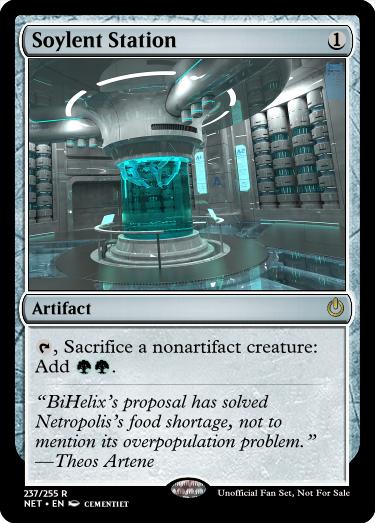 Soylent Station 1
Artifact
, Sacrifice a nonartifact creature:
Add .
“BiHelix’s proposal has solved
Netropolis’s food shortage, not to
mention its overpopulation problem.”
—Theos Artene
237/255 R
NET • EN CEMENTIET
Unofficial Fan Set, Not For Sale